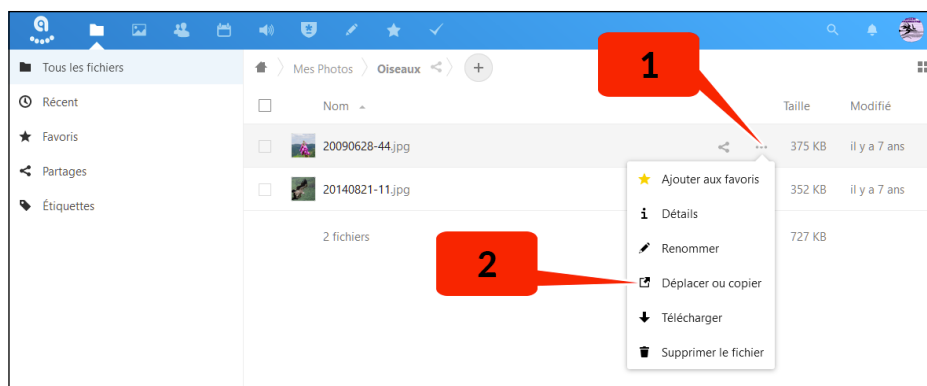 Tous les fichiers
Récent
Favoris
Partages
Étiquettes
Mes Photos
Oiseaux
+
Nom
Taille
Modifié
20090628-44.jpg
375 KB
il y a 7 ans
20140821-11.jpg
352 KB
il y a 7 ans
2 fichiers
727 KB
1
Ajouter aux favoris
Détails
Renommer
2
Déplacer ou copier
Télécharger
Supprimer le fichier